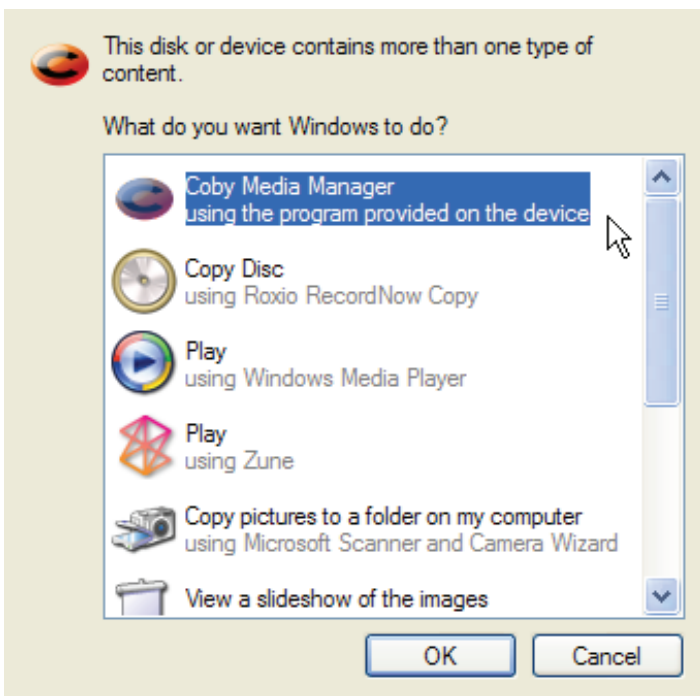 This disk or device contains more than one type of
content.
What do you want Windows to do?
Coby Media Manager
using the program provided on the device
Copy Disc
using Roxio RecordNow Copy
Play
using Windows Media Player
Play
using Zune
Copy pictures to a folder on my computer
using Microsoft Scanner and Camera Wizard
View a slideshow of the images
OK
Cancel